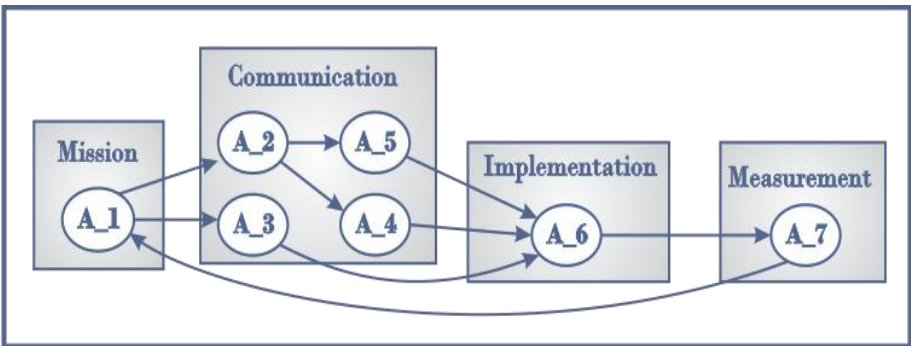 Communication
A_2
A_5
Mission
A_1
A_3
A_4
Implementation
A_6
Measurement
A_7